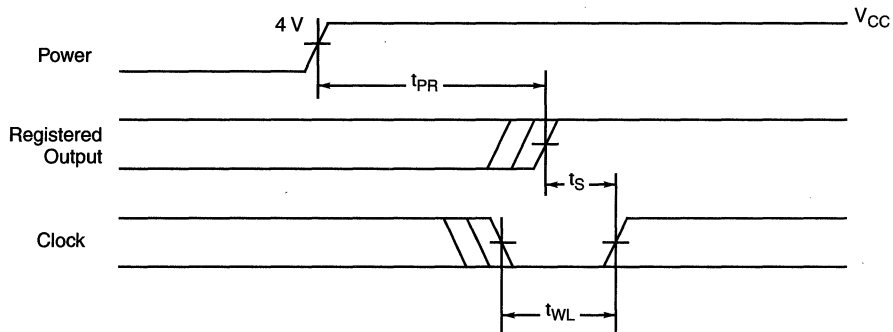 4 V
V_CC
Power
t_PR
Registered
Output
t_S
Clock
t_WL